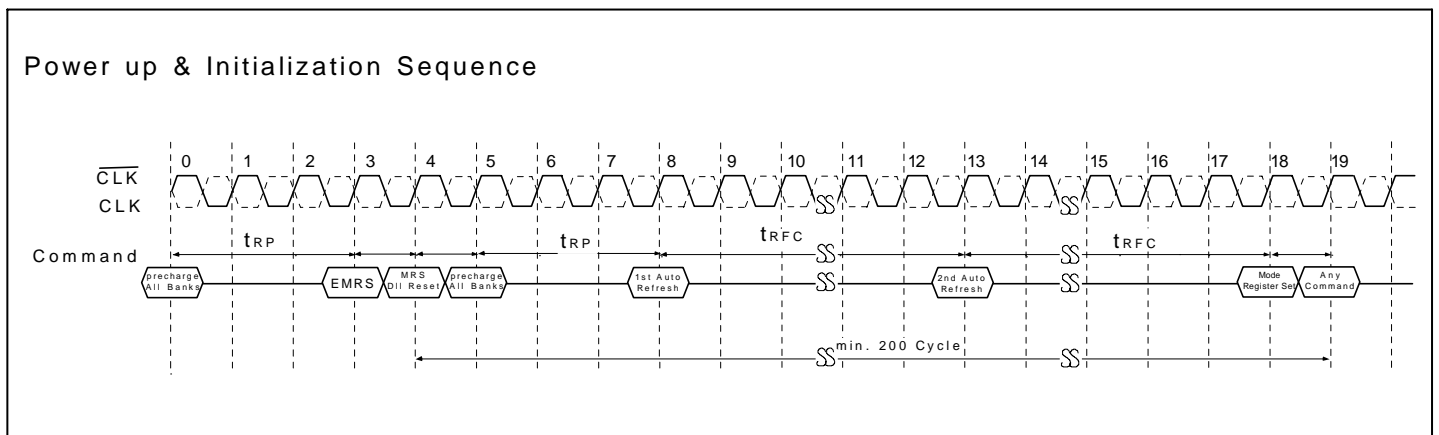 Power up & Initialization Sequence
0 1 2 3 4 5 6 7 8 9 10 11 12 13 14 15 16 17 18 19
CLK
CLK
tRP tRP tRFC tRFC
Command
precharge All Banks
EMRS
MRS Dll Reset
precharge All Banks
1st Auto Refresh
2nd Auto Refresh
Mode Register Set
Any Command
min. 200 Cycle